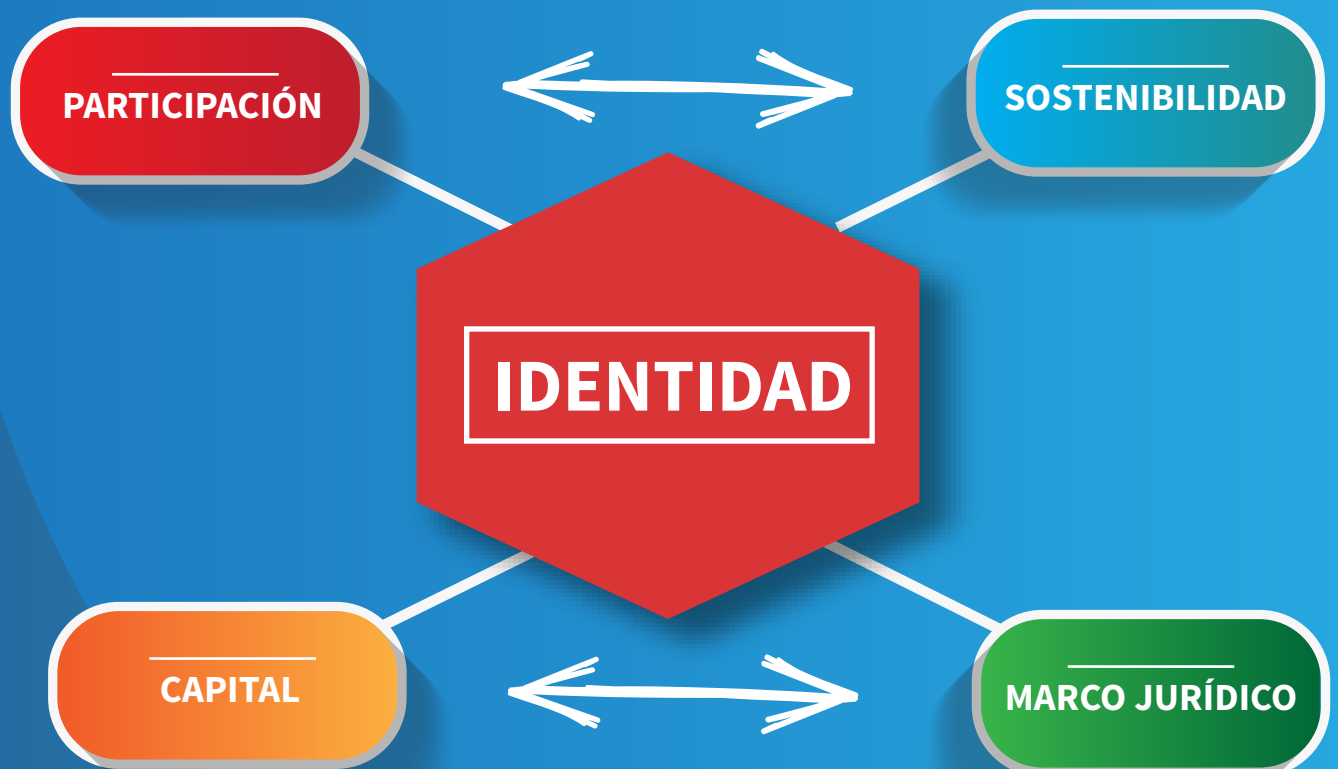 PARTICIPACIÓN
SOSTENIBILIDAD
IDENTIDAD
CAPITAL
MARCO JURÍDICO